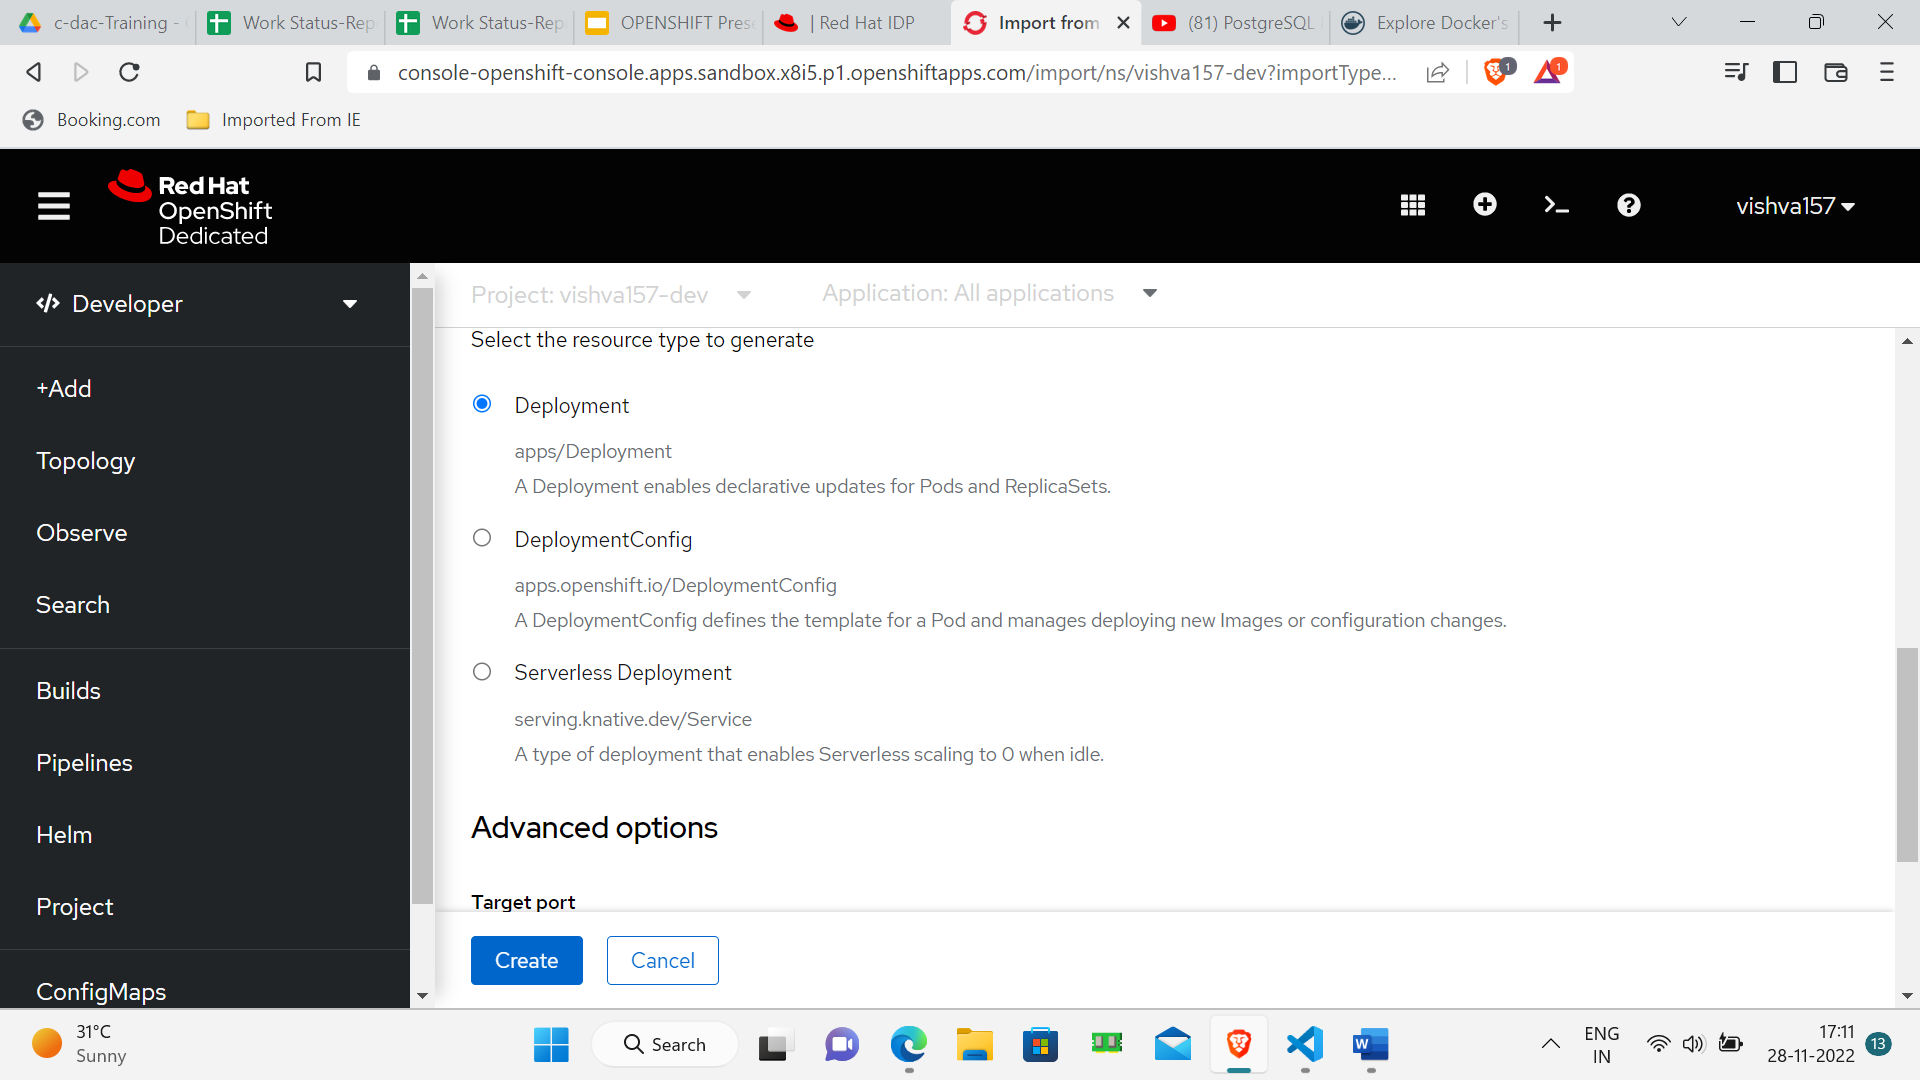 c-dac-Training -
Work Status-Rep
Work Status-Rep
OPENSHIFT Prese
| Red Hat IDP
Import from
(81) PostgreSQL
Explore Docker's
console-openshift-console.apps.sandbox.x8i5.p1.openshiftapps.com/import/ns/vishva157-dev?importType...
1
1
Booking.com
Imported From IE
Red Hat
OpenShift
Dedicated
vishva157
Developer
+Add
Topology
Observe
Search
Builds
Pipelines
Helm
Project
ConfigMaps
Project: vishva157-dev
Application: All applications
Select the resource type to generate
Deployment
apps/Deployment
A Deployment enables declarative updates for Pods and ReplicaSets.
DeploymentConfig
apps.openshift.io/DeploymentConfig
A DeploymentConfig defines the template for a Pod and manages deploying new Images or configuration changes.
Serverless Deployment
serving.knative.dev/Service
A type of deployment that enables Serverless scaling to 0 when idle.
Advanced options
Target port
Create
Cancel
31°C
Sunny
Search
W
ENG
IN
17:11
28-11-2022
13